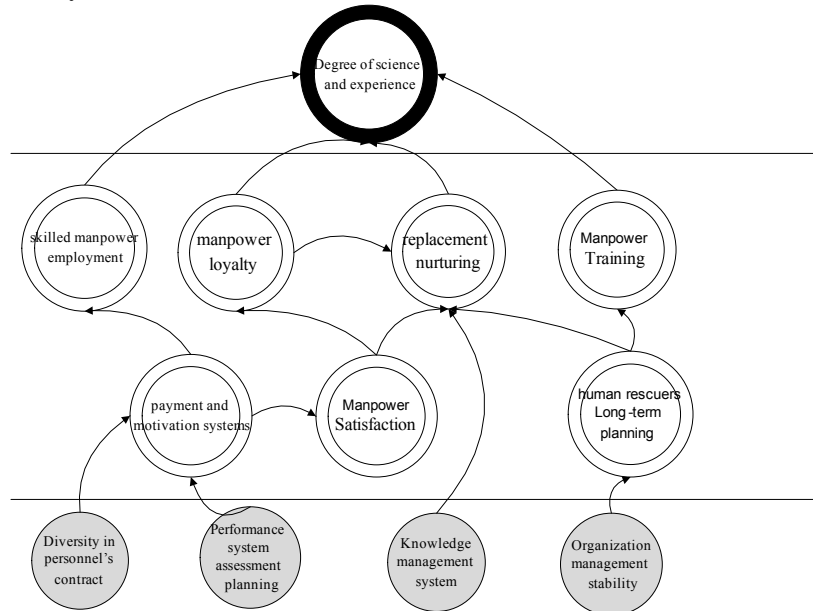 Degree of science
and experience
skilled manpower
employment
manpower
loyalty
replacement
nurturing
Manpower
Training
payment and
motivation systems
Manpower
Satisfaction
human rescuers
Long-term
planning
Diversity in
personnel's
contract
Performance
system
assessment
planning
Knowledge
management
system
Organization
management
stability